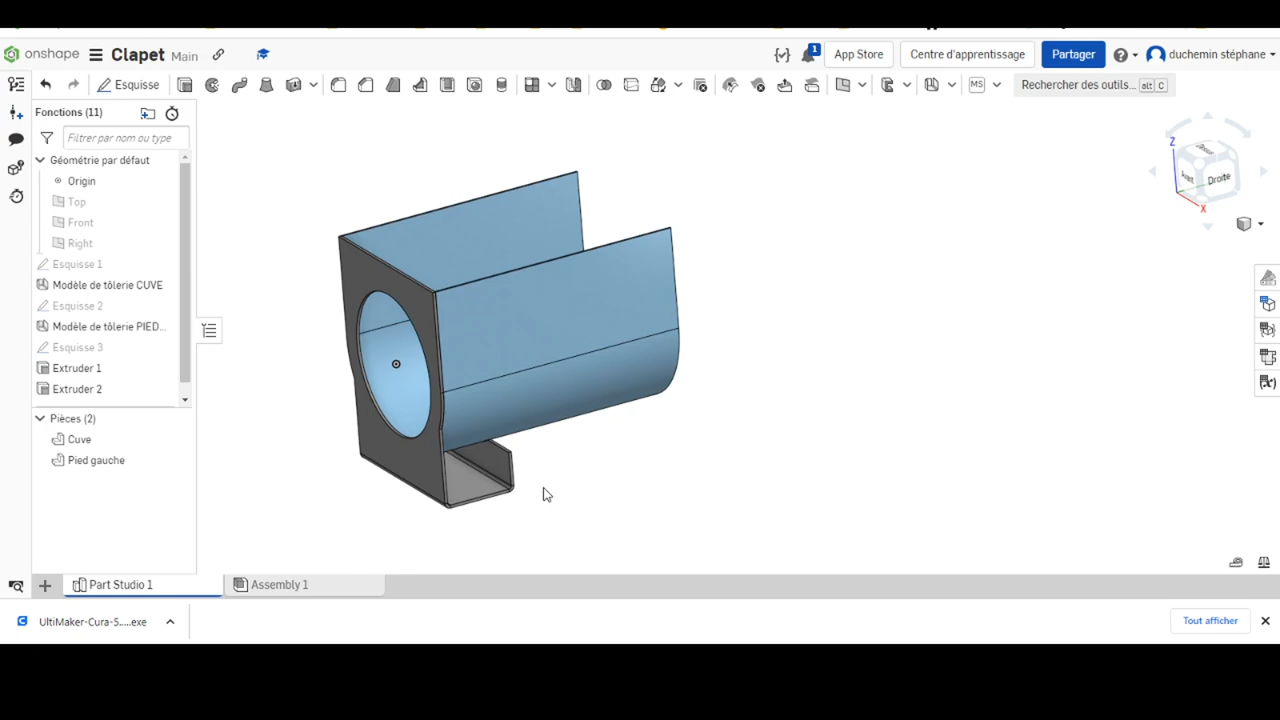 onshape
Clapet Main
1
App Store
Centre d'apprentissage
Partager
duchemin stéphane
Esquisse
MS
Rechercher des outils... alt C
Fonctions (11)
Filtrer par nom ou type
Géométrie par défaut
Origin
Top
Front
Right
Esquisse 1
Modèle de tôlerie CUVE
Esquisse 2
Modèle de tôlerie PIED...
Esquisse 3
Extruder 1
Extruder 2
Pièces (2)
Cuve
Pied gauche
Z
Droite
X
Part Studio 1
Assembly 1
UltiMaker-Cura-5.....exe
Tout afficher